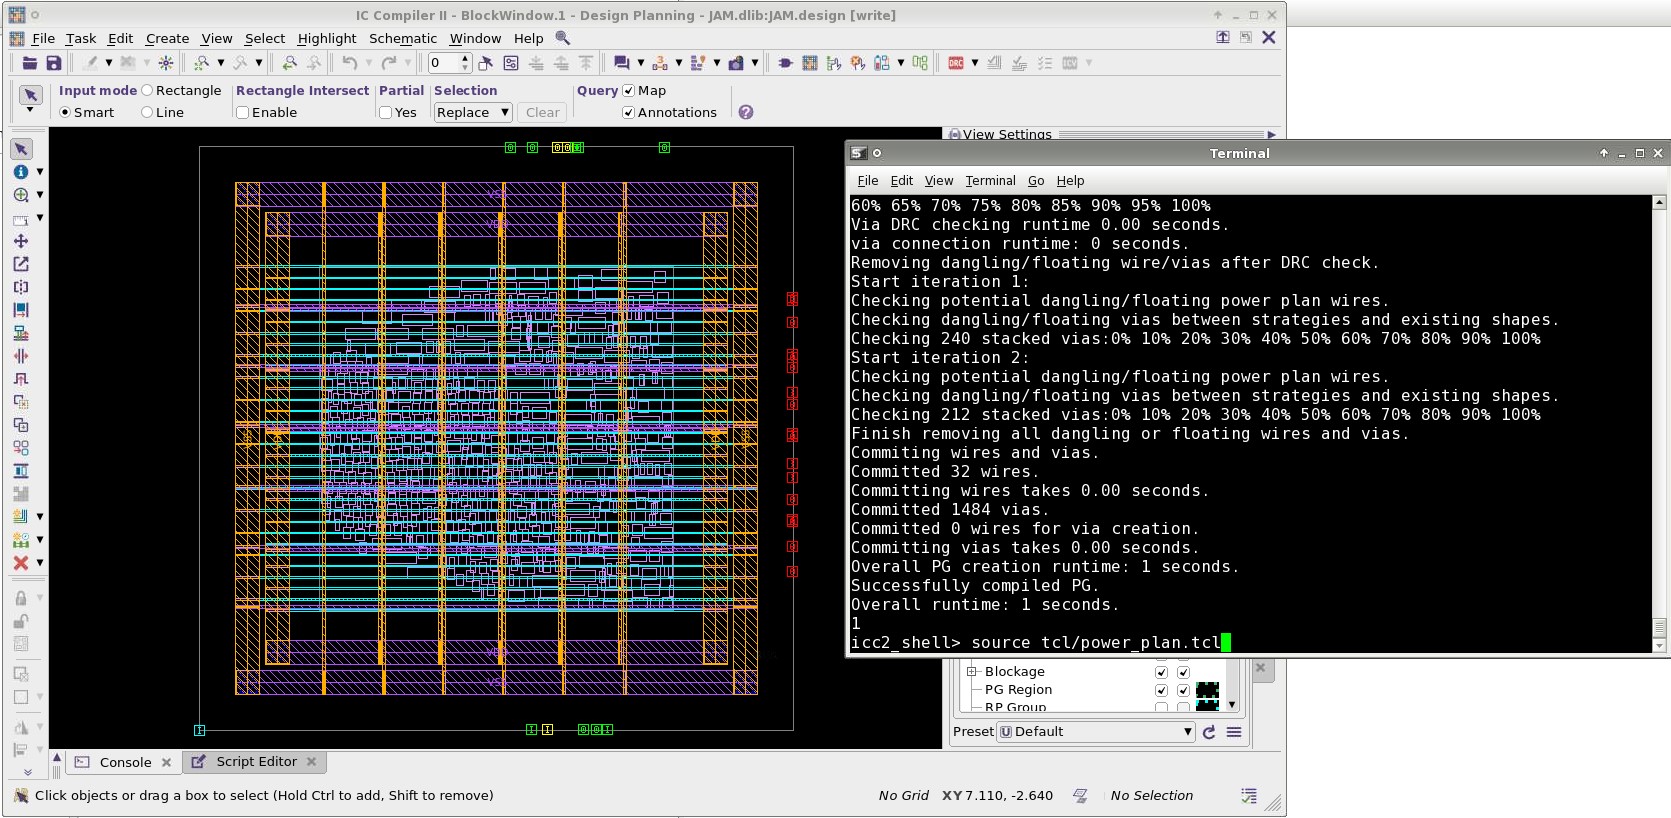 IC Compiler II - BlockWindow.1 - Design Planning - JAM.dlib:JAM.design [write]
File Task Edit Create View Select Highlight Schematic Window Help
0
DRC
Input mode Rectangle Rectangle Intersect Partial Selection Query Map
Smart Line Enable Yes Replace Clear Annotations
View Settings
Terminal
File Edit View Terminal Go Help
60% 65% 70% 75% 80% 85% 90% 95% 100%
Via DRC checking runtime 0.00 seconds.
via connection runtime: 0 seconds.
Removing dangling/floating wire/vias after DRC check.
Start iteration 1:
Checking potential dangling/floating power plan wires.
Checking dangling/floating vias between strategies and existing shapes.
Checking 240 stacked vias:0% 10% 20% 30% 40% 50% 60% 70% 80% 90% 100%
Start iteration 2:
Checking potential dangling/floating power plan wires.
Checking dangling/floating vias between strategies and existing shapes.
Checking 212 stacked vias:0% 10% 20% 30% 40% 50% 60% 70% 80% 90% 100%
Finish removing all dangling or floating wires and vias.
Commiting wires and vias.
Committed 32 wires.
Committing wires takes 0.00 seconds.
Committed 1484 vias.
Committed 0 wires for via creation.
Committing vias takes 0.00 seconds.
Overall PG creation runtime: 1 seconds.
Successfully compiled PG.
Overall runtime: 1 seconds.
1
icc2_shell> source tcl/power_plan.tcl
Blockage
PG Region
RP Group
Preset Default
Console Script Editor
Click objects or drag a box to select (Hold Ctrl to add, Shift to remove) No Grid XY 7.110, -2.640 No Selection